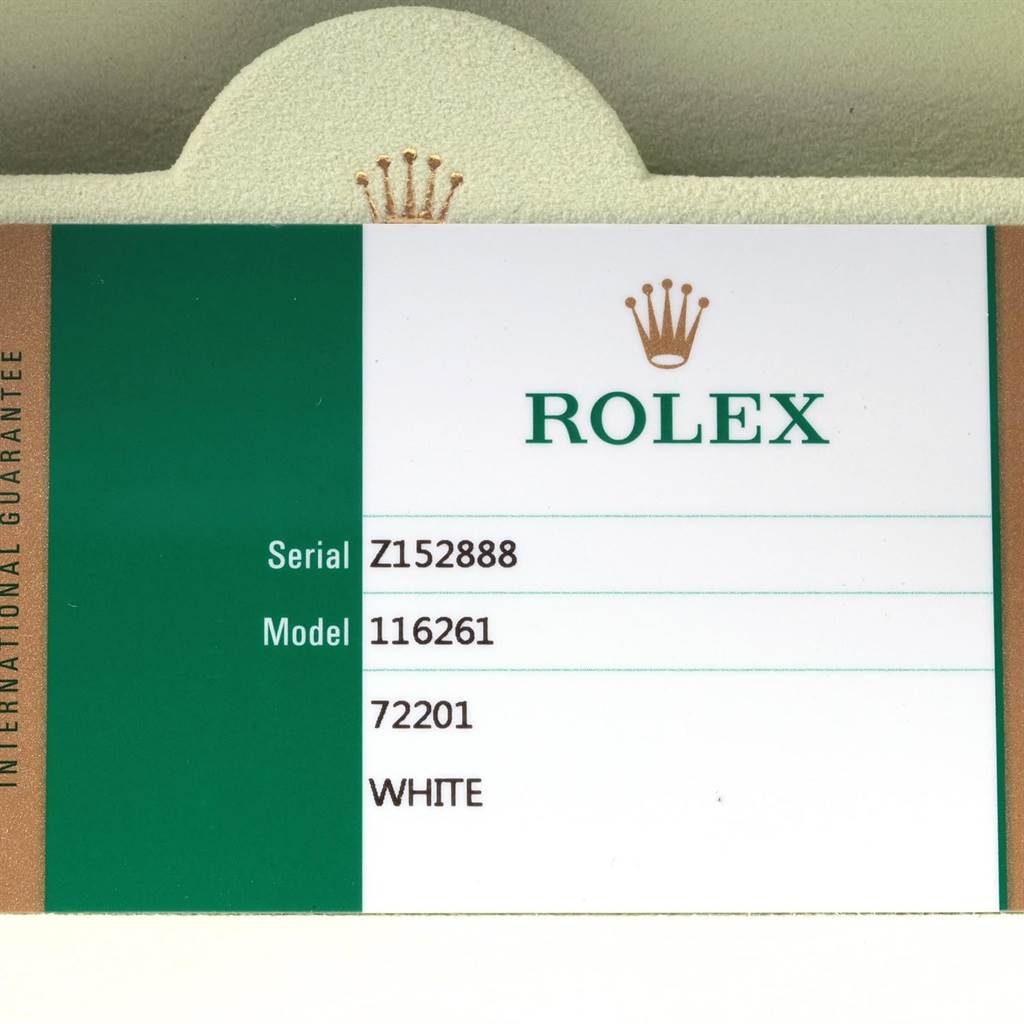 INTERNATIONAL GUARANTEE
ROLEX
Serial Z152888
Model 116261
72201
WHITE